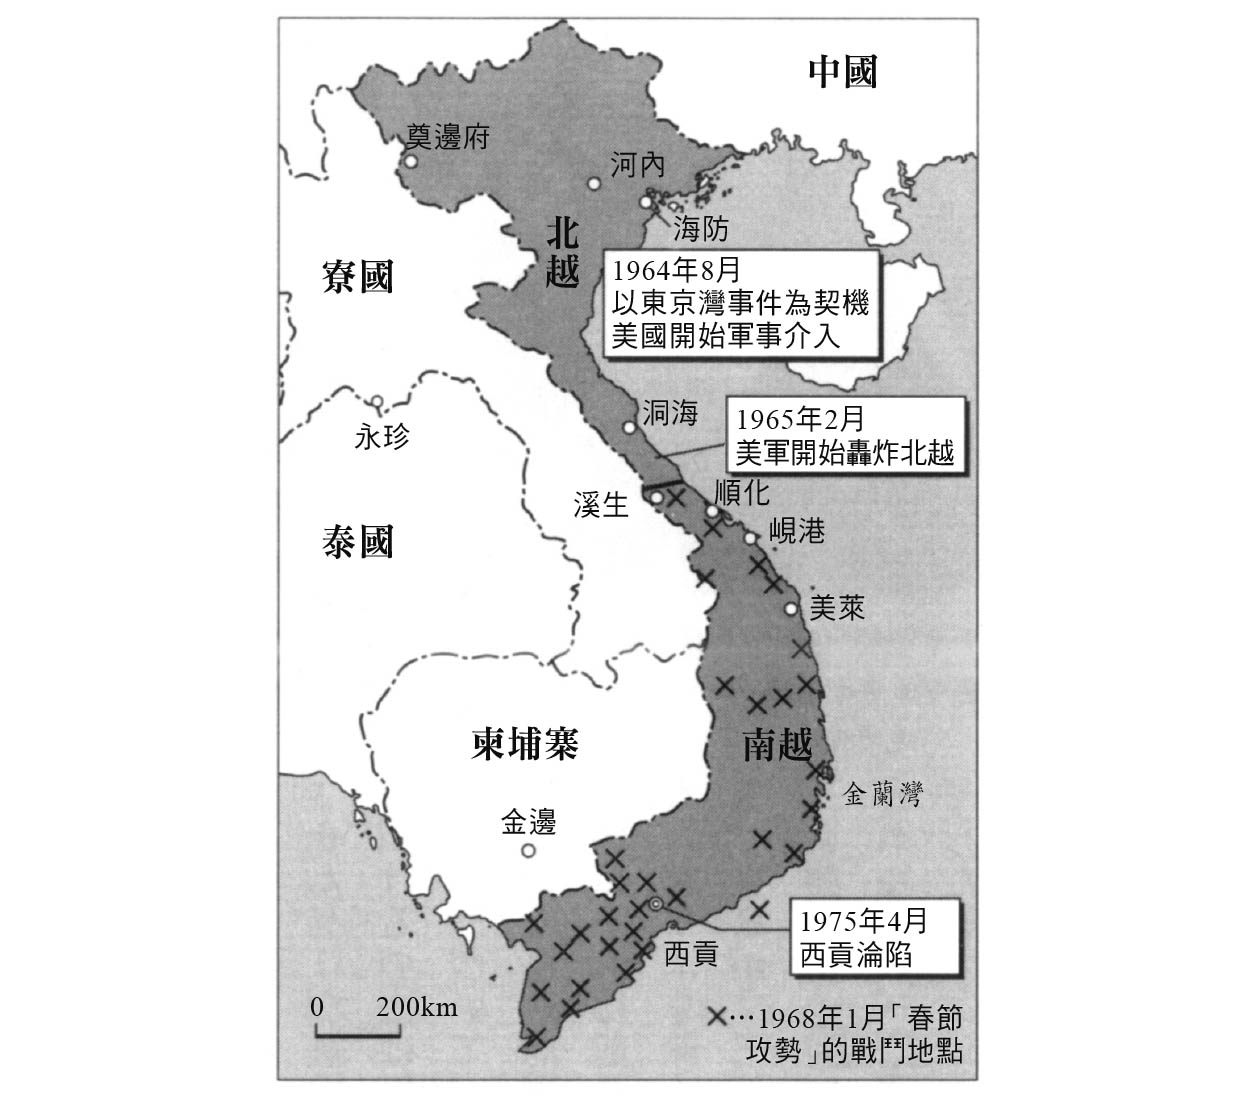 中國
奠邊府
河內
海防
北
越
寮國
1964年8月
以東京灣事件為契機
美國開始軍事介入
洞海
1965年2月
美軍開始轟炸北越
永珍
溪生
順化
峴港
泰國
美萊
柬埔寨
南越
金蘭灣
金邊
1975年4月
西貢淪陷
西貢
0 200km
×…1968年1月「春節
攻勢」的戰鬥地點